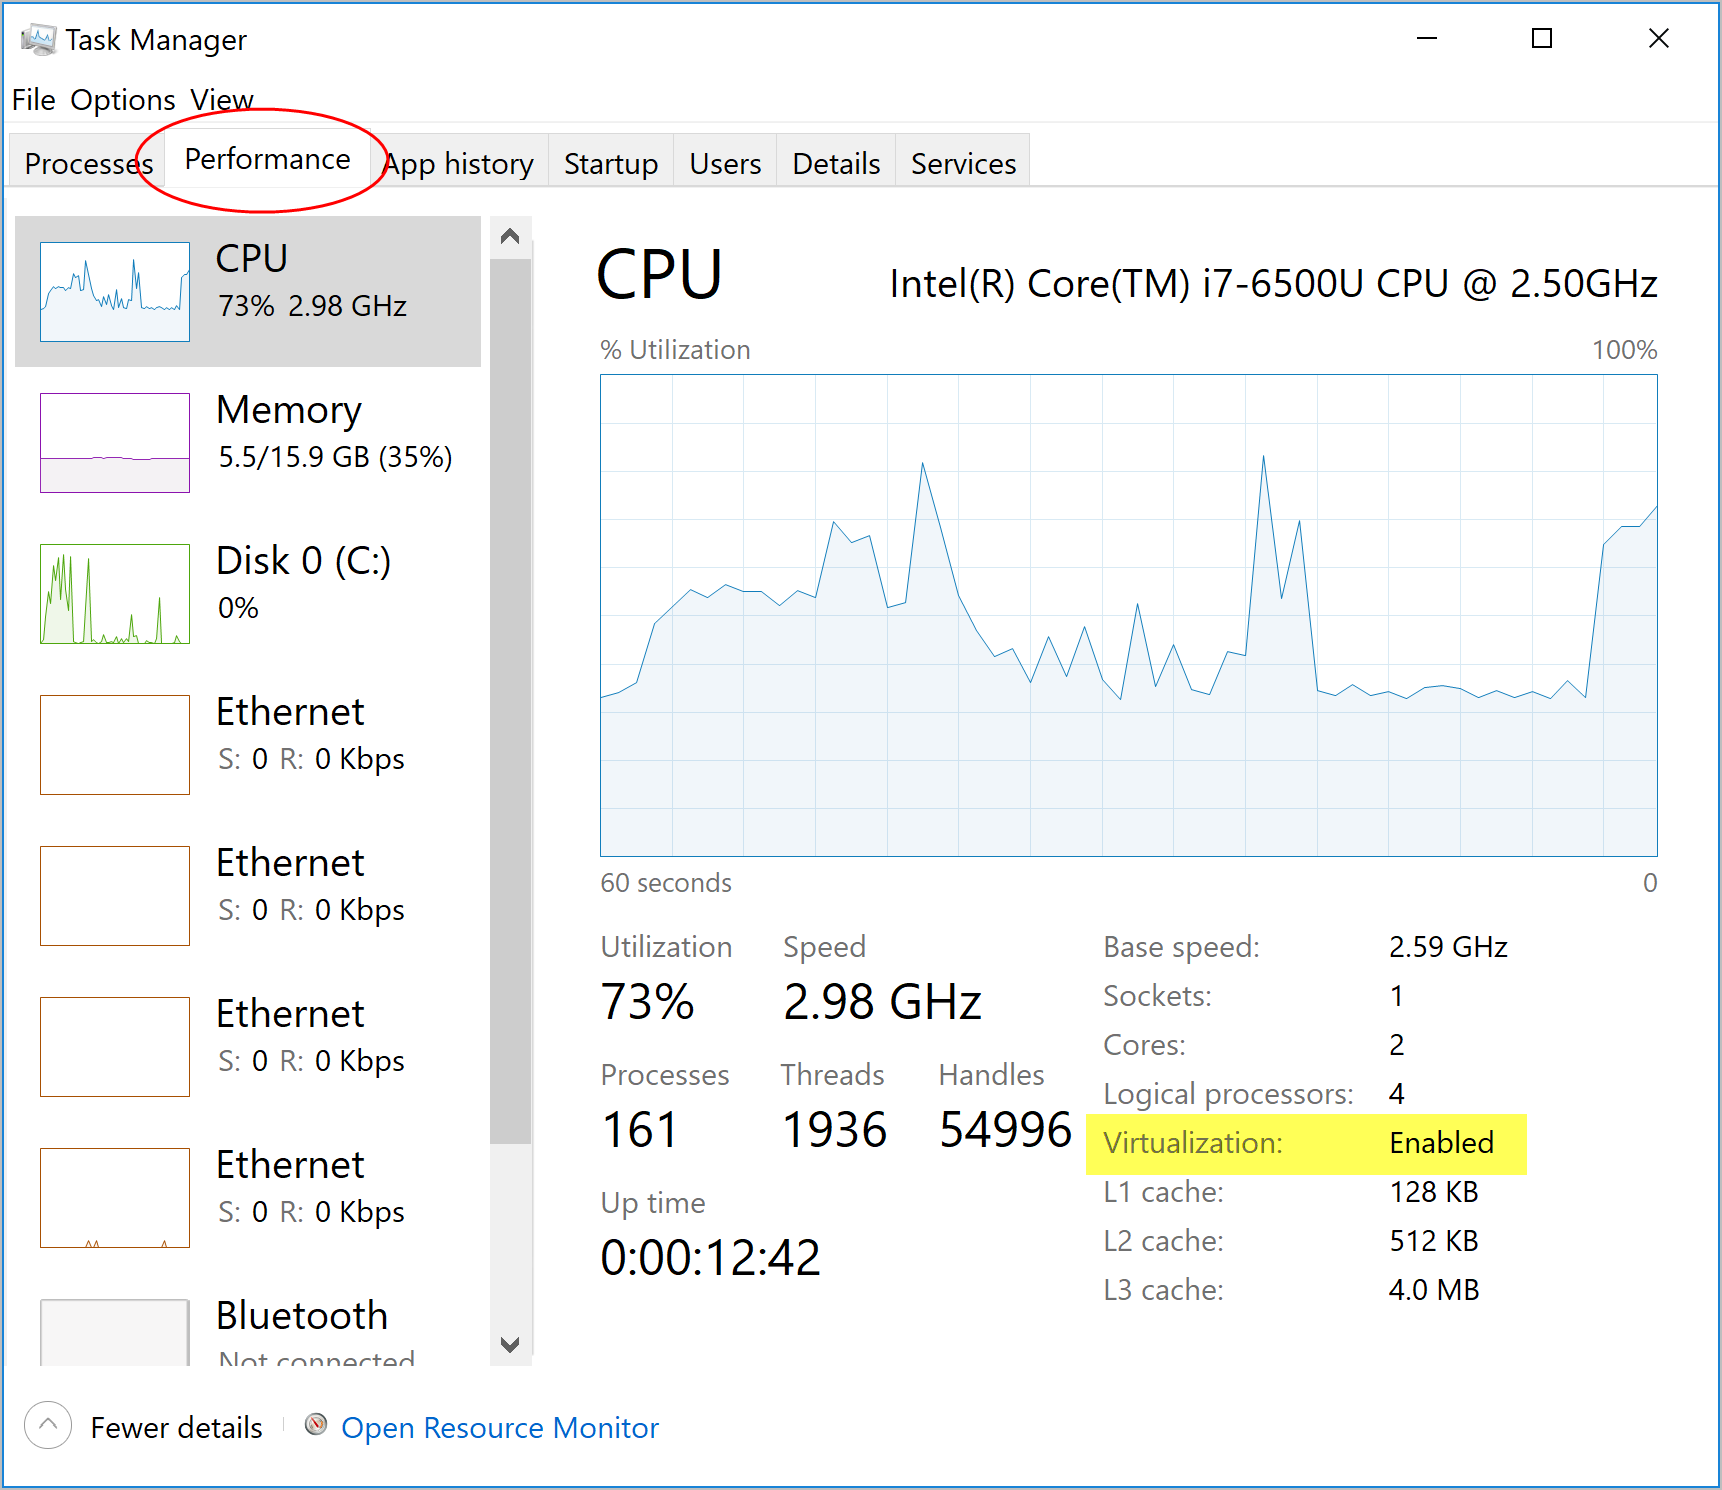 Task Manager
File Options View
Processes Performance App history Startup Users Details Services
CPU
73% 2.98 GHz
Memory
5.5/15.9 GB (35%)
Disk 0 (C:)
0%
Ethernet
S: 0 R: 0 Kbps
Ethernet
S: 0 R: 0 Kbps
Ethernet
S: 0 R: 0 Kbps
Ethernet
S: 0 R: 0 Kbps
Bluetooth
Not connected
CPU
Intel(R) Core(TM) i7-6500U CPU @ 2.50GHz
% Utilization 100%
60 seconds 0
Utilization Speed
73% 2.98 GHz
Processes Threads Handles
161 1936 54996
Up time
0:00:12:42
Base speed: 2.59 GHz
Sockets: 1
Cores: 2
Logical processors: 4
Virtualization: Enabled
L1 cache: 128 KB
L2 cache: 512 KB
L3 cache: 4.0 MB
Fewer details Open Resource Monitor